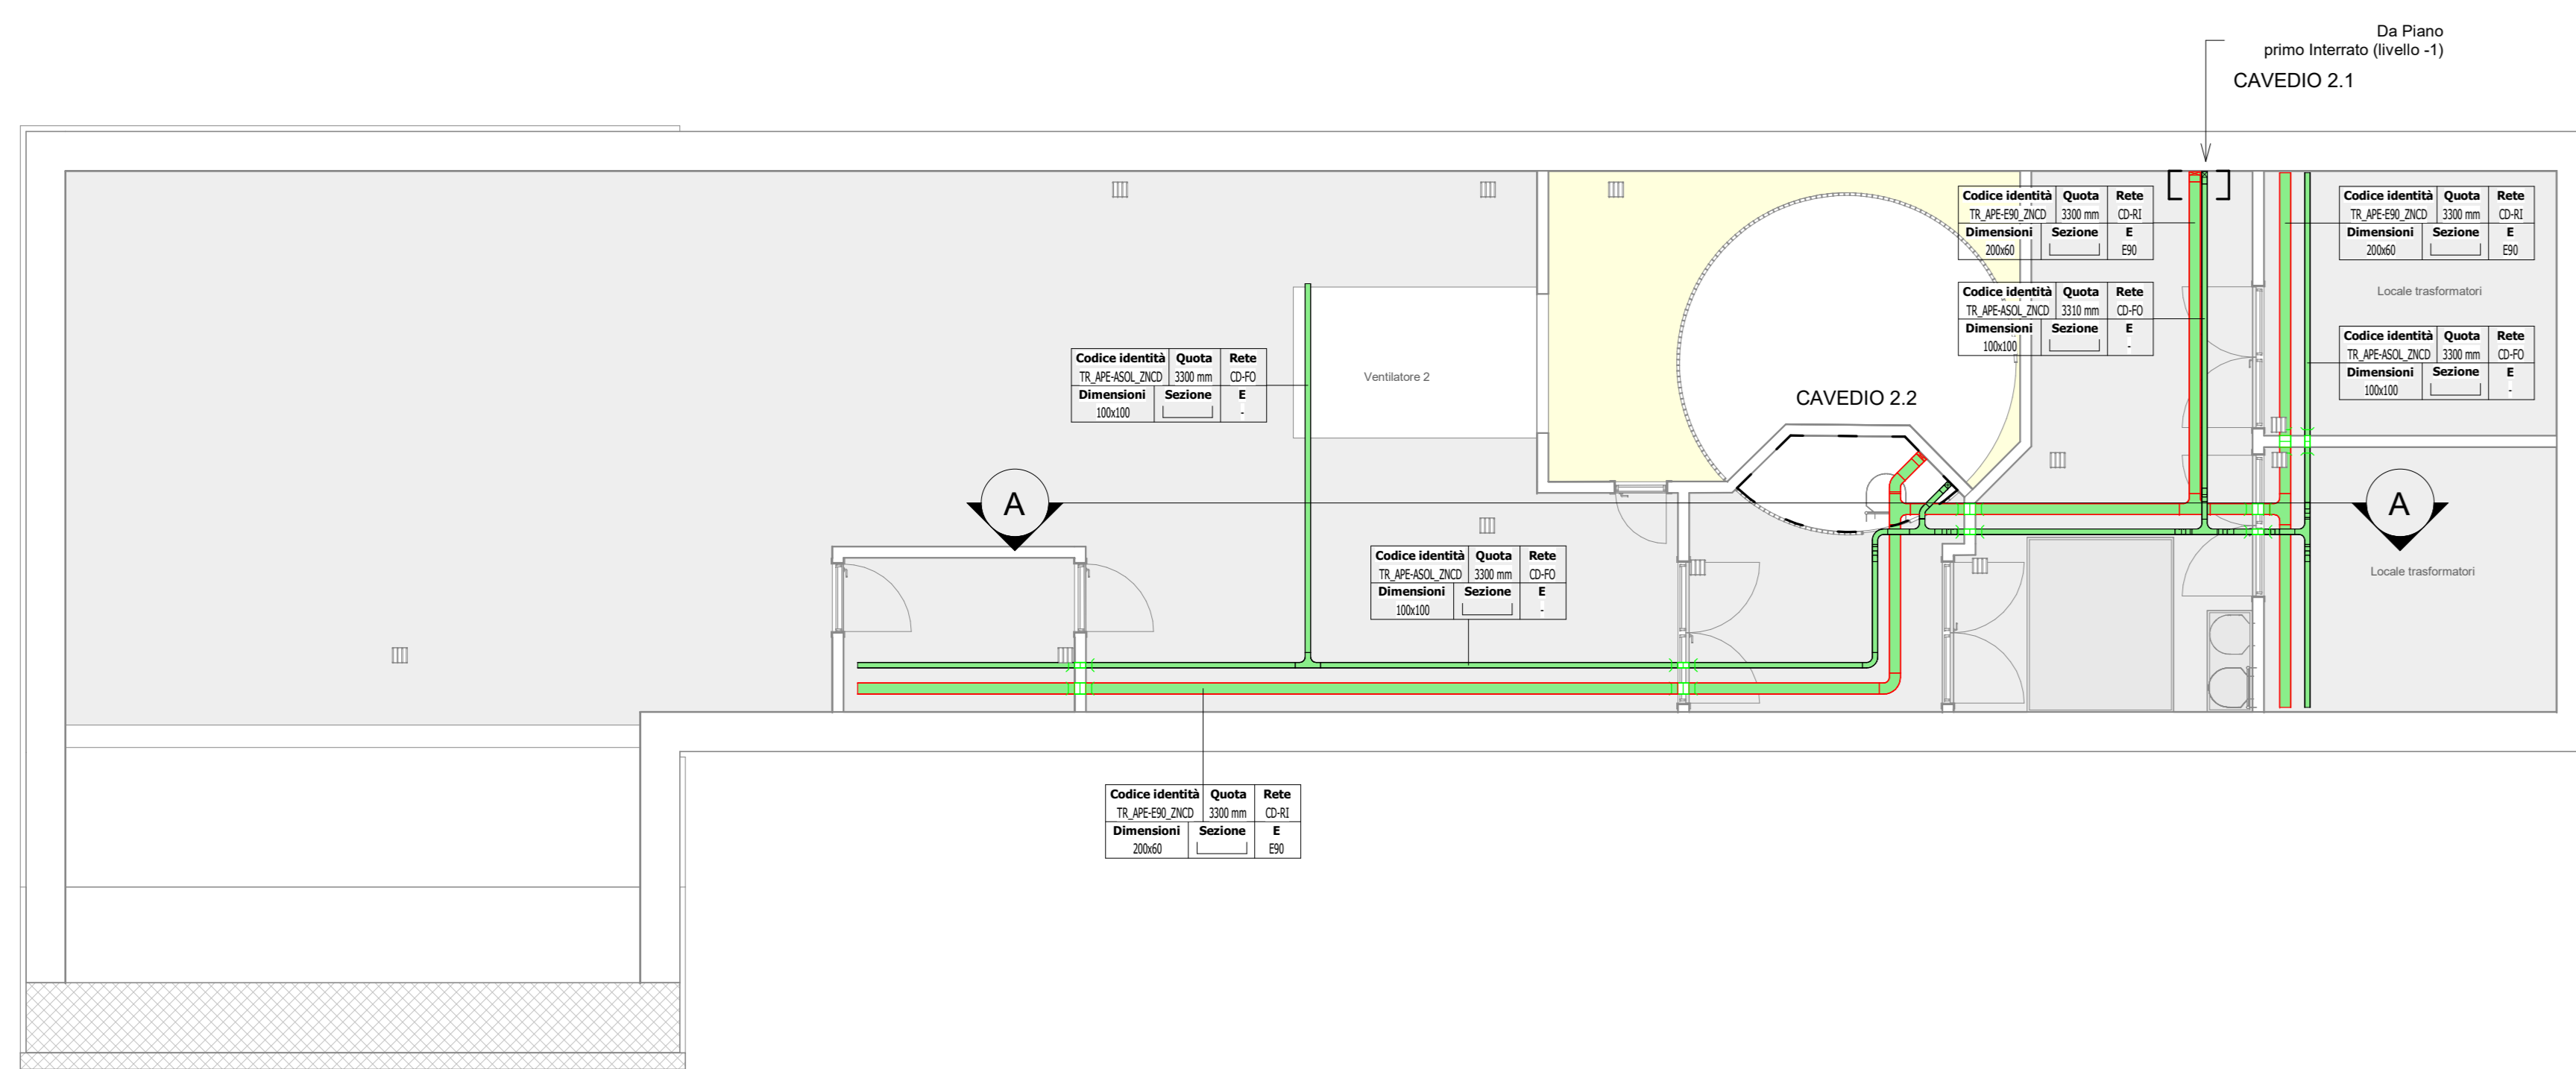 Da Piano
primo Interrato (livello -1)
CAVEDIO 2.1
Codice identità Quota Rete
TR_APE-E90_ZNCD 3300 mm CD-RI
Dimensioni Sezione E
200x60 E90
Codice identità Quota Rete
TR_APE-E90_ZNCD 3300 mm CD-RI
Dimensioni Sezione E
200x60 E90
Locale trasformatori
Codice identità Quota Rete
TR_APE-ASOL_ZNCD 3310 mm CD-FO
Dimensioni Sezione E
100x100 -
Codice identità Quota Rete
TR_APE-ASOL_ZNCD 3300 mm CD-FO
Dimensioni Sezione E
100x100 -
Codice identità Quota Rete
TR_APE-ASOL_ZNCD 3300 mm CD-FO
Dimensioni Sezione E
100x100 -
Ventilatore 2
CAVEDIO 2.2
A
A
Codice identità Quota Rete
TR_APE-ASOL_ZNCD 3300 mm CD-FO
Dimensioni Sezione E
100x100 -
Locale trasformatori
Codice identità Quota Rete
TR_APE-E90_ZNCD 3300 mm CD-RI
Dimensioni Sezione E
200x60 E90